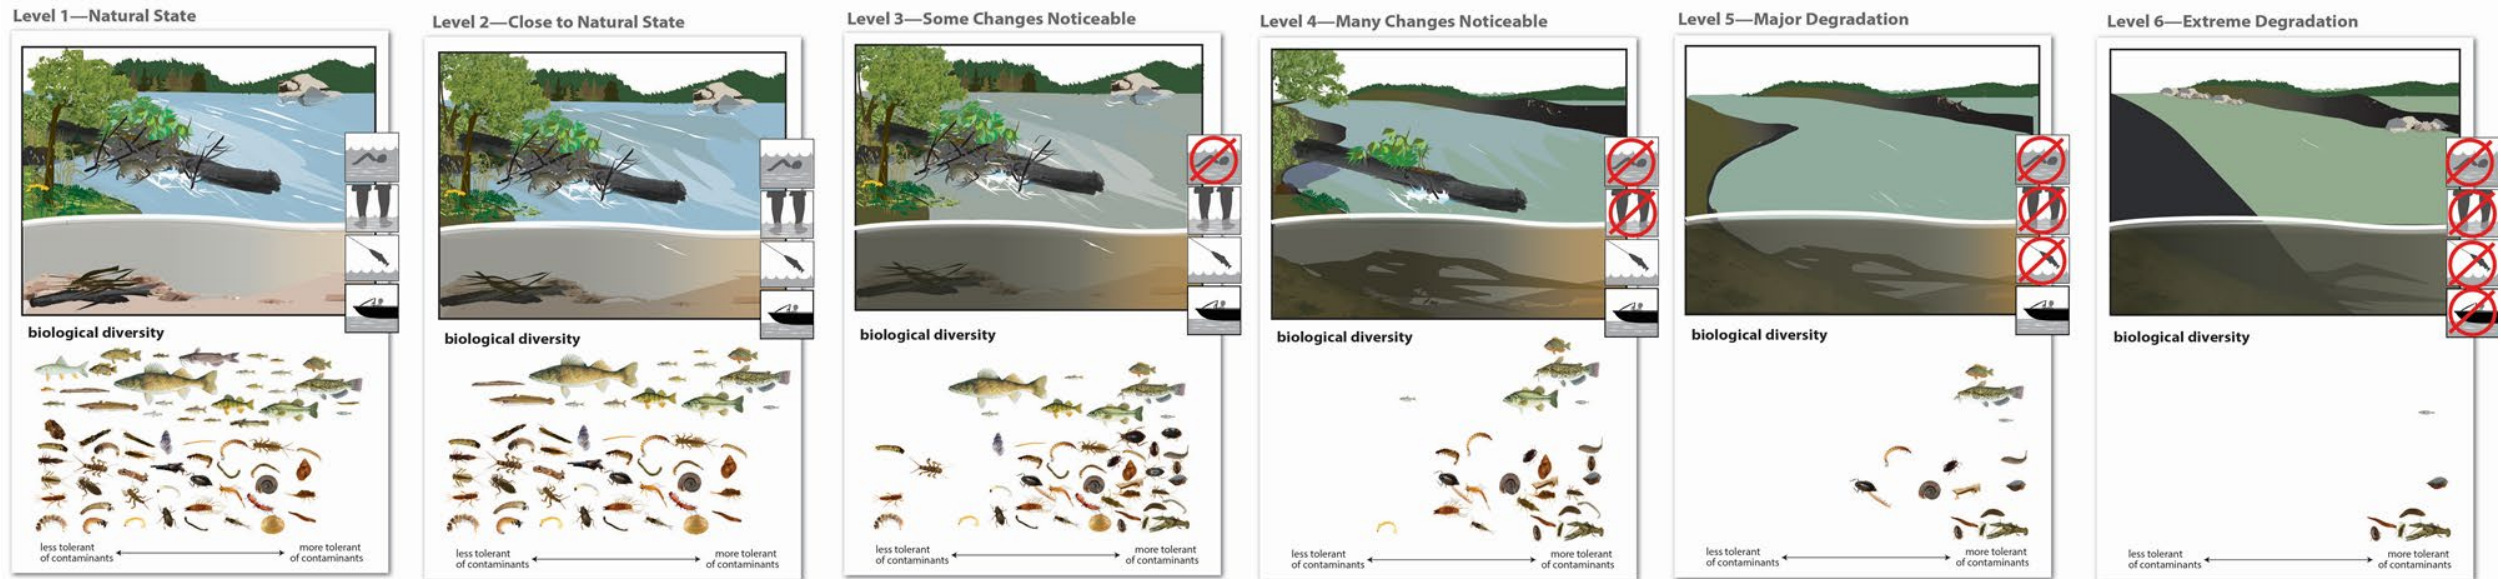 Level 1—Natural State
biological diversity
less tolerant
of contaminants
more tolerant
of contaminants
Level 2—Close to Natural State
biological diversity
less tolerant
of contaminants
more tolerant
of contaminants
Level 3—Some Changes Noticeable
biological diversity
less tolerant
of contaminants
more tolerant
of contaminants
Level 4—Many Changes Noticeable
biological diversity
less tolerant
of contaminants
more tolerant
of contaminants
Level 5—Major Degradation
biological diversity
less tolerant
of contaminants
more tolerant
of contaminants
Level 6—Extreme Degradation
biological diversity
less tolerant
of contaminants
more tolerant
of contaminants